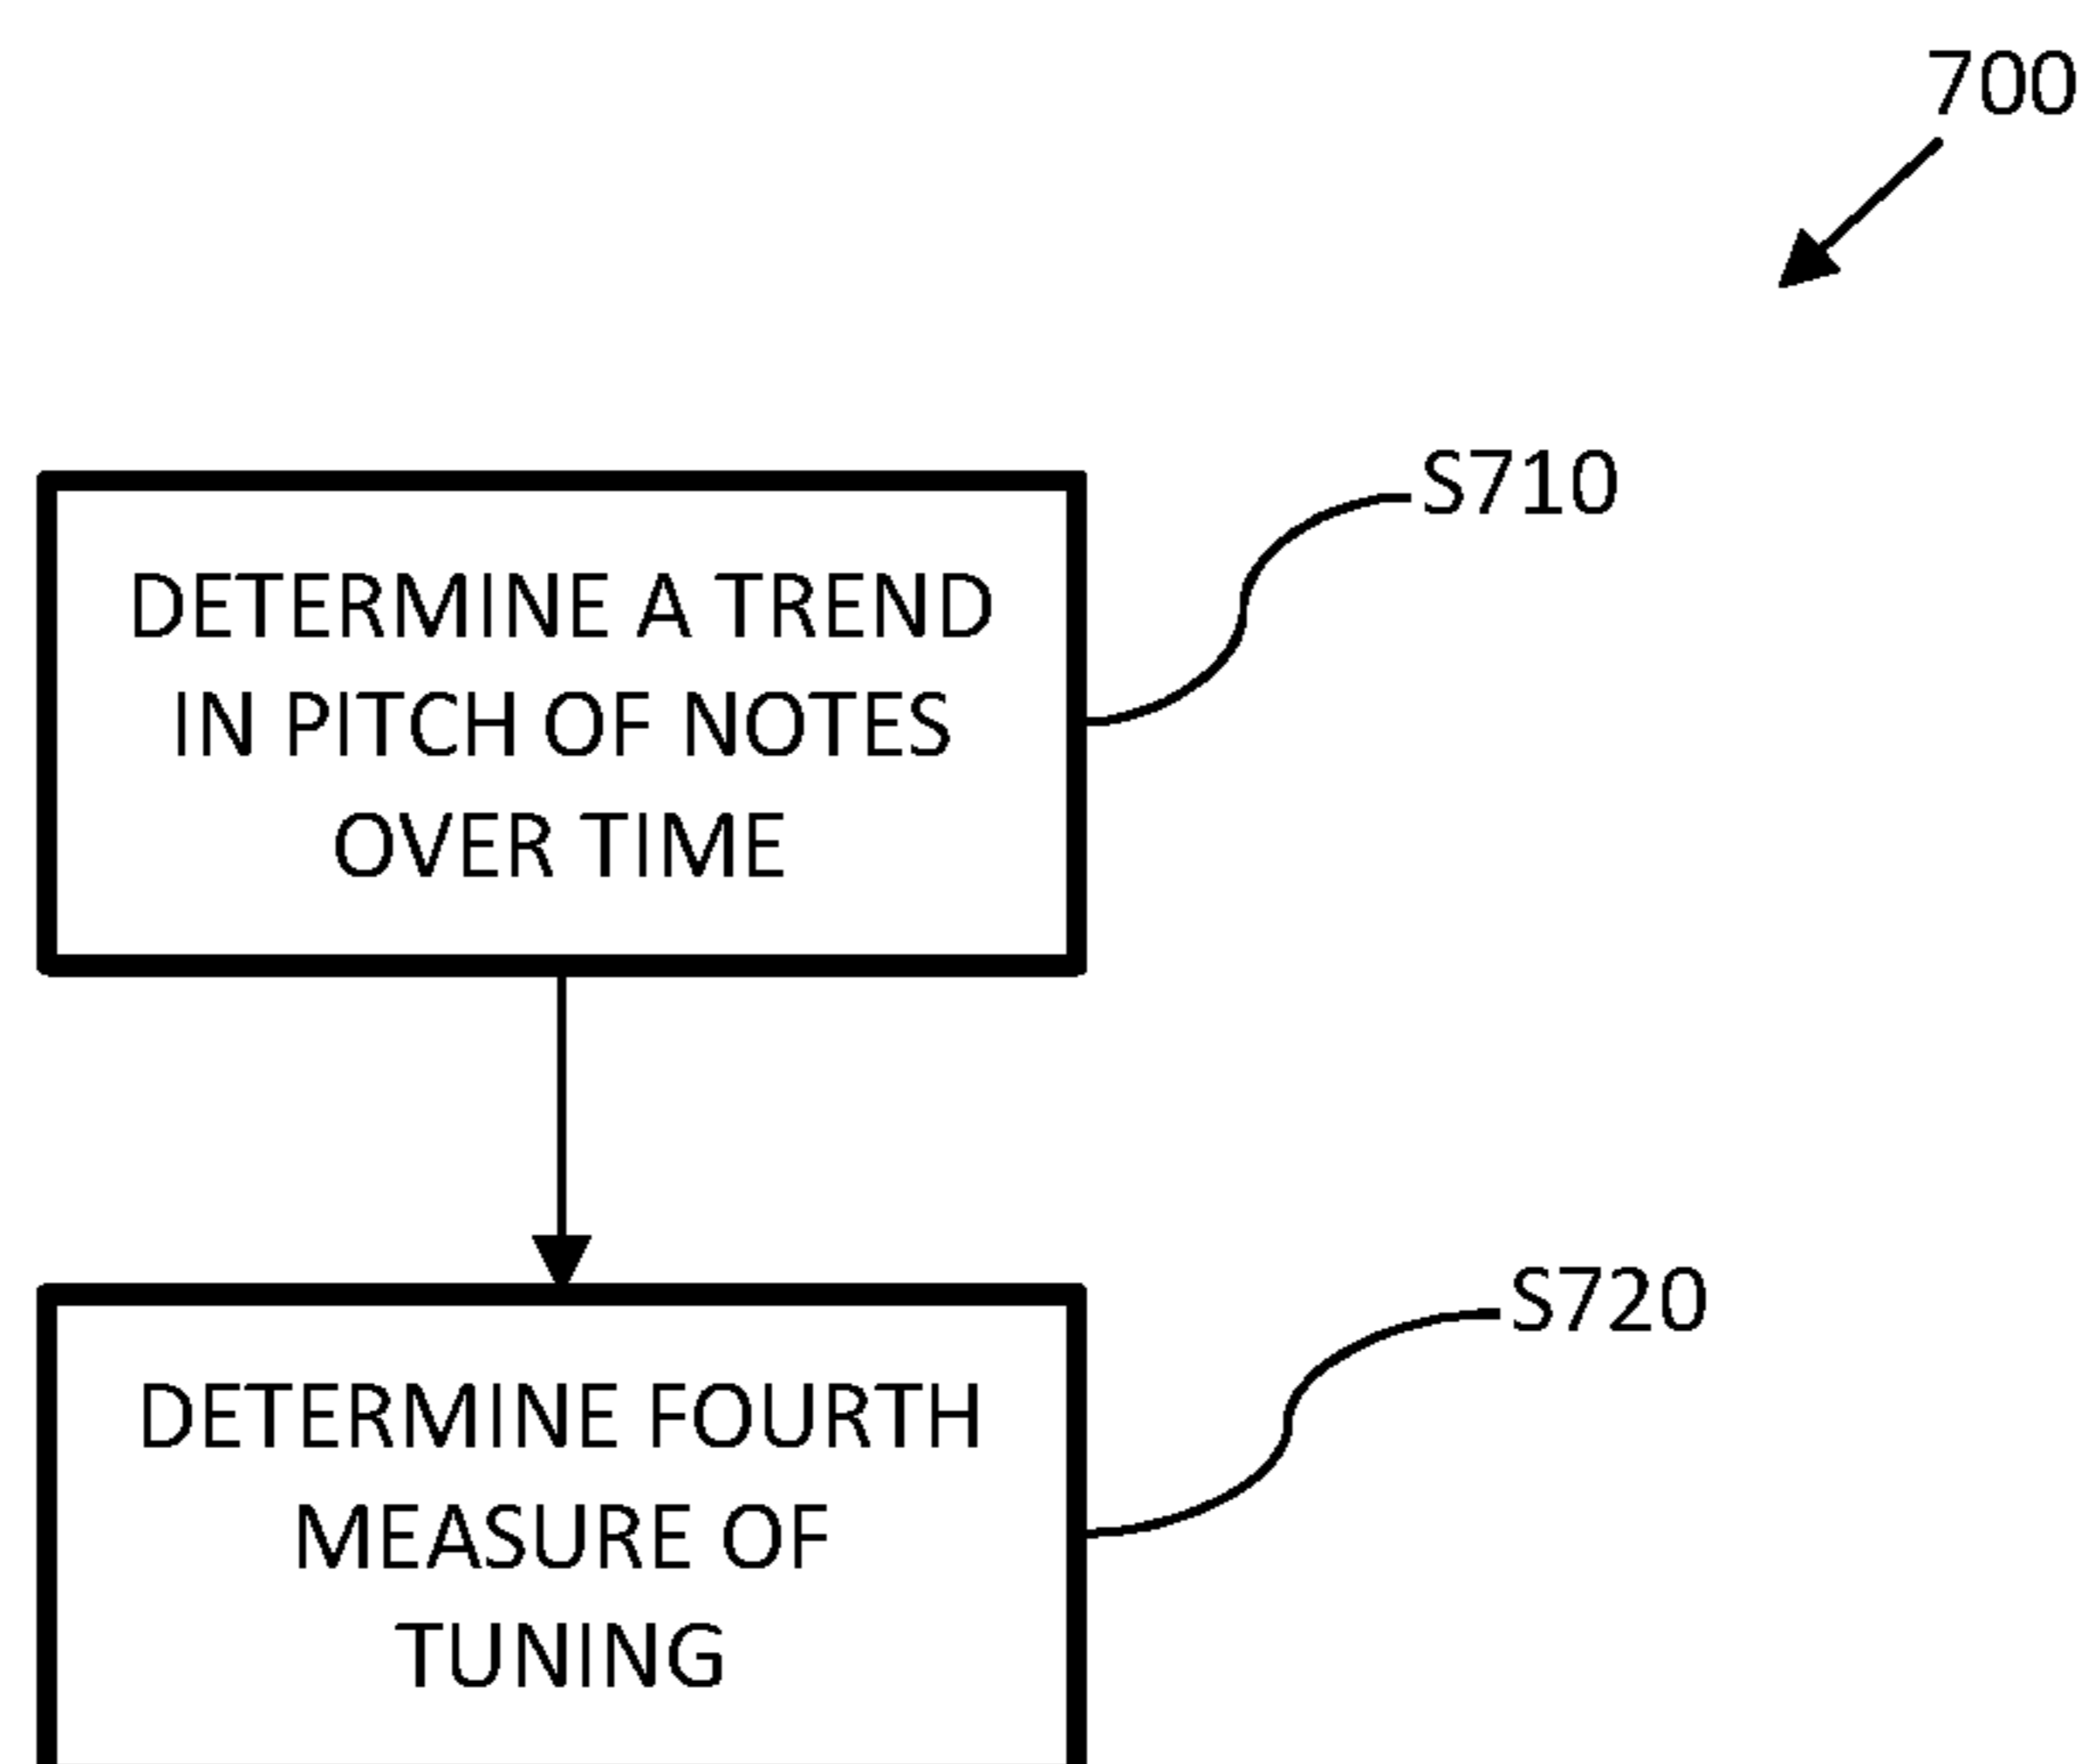 700
S710
DETERMINE A TREND
IN PITCH OF NOTES
OVER TIME
S720
DETERMINE FOURTH
MEASURE OF
TUNING